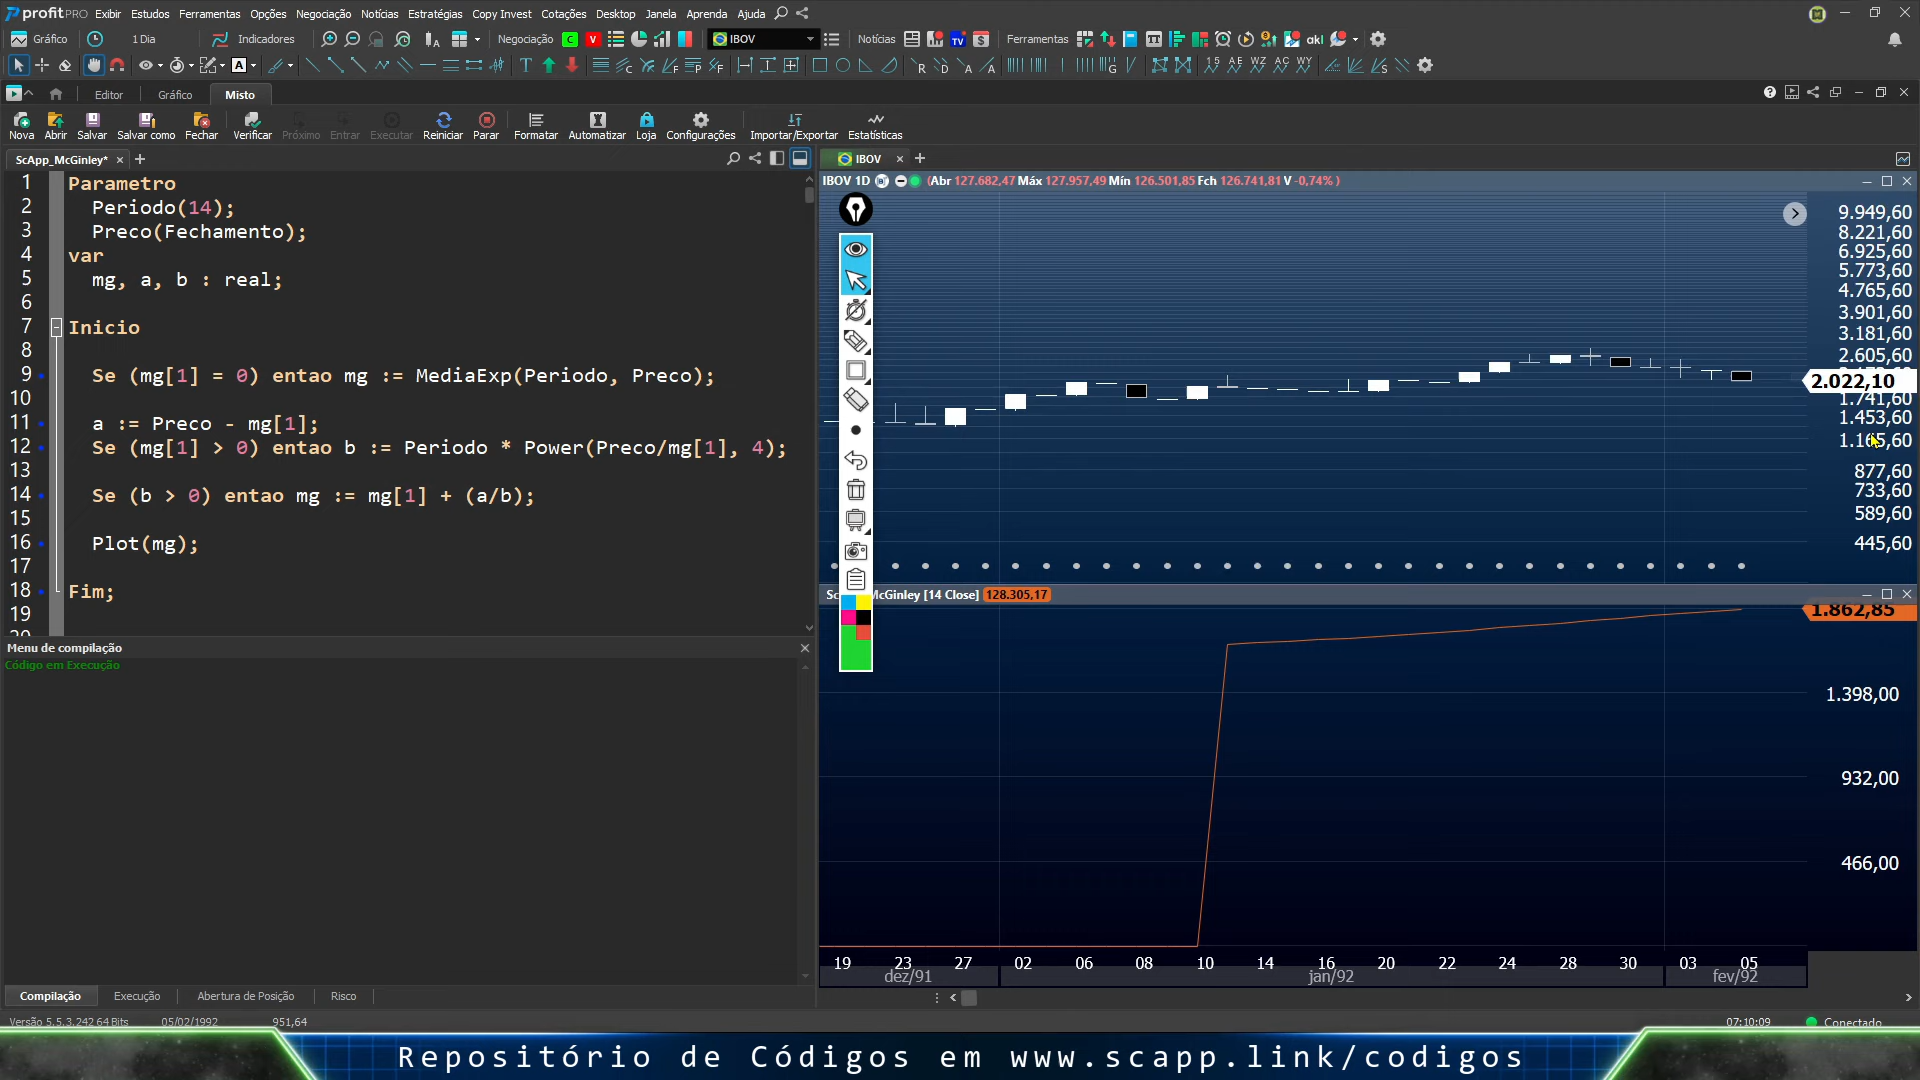 profitPRO Exibir Estudos Ferramentas Opções Negociação Notícias Estratégias Copy Invest Cotações Desktop Janela Aprenda Ajuda
Gráfico 1 Dia Indicadores Negociação C V IBOV Notícias TV Ferramentas akl
Editor Gráfico Misto
Nova Abrir Salvar Salvar como Fechar Verificar Próximo Entrar Executar Reiniciar Parar Formatar Automatizar Loja Configurações Importar/Exportar Estatísticas
ScApp_McGinley*
1 Parametro
2 Periodo(14);
3 Preco(Fechamento);
4 var
5 mg, a, b : real;
6
7 Inicio
8
9 Se (mg[1] = 0) entao mg := MediaExp(Periodo, Preco);
10
11 a := Preco - mg[1];
12 Se (mg[1] > 0) entao b := Periodo * Power(Preco/mg[1], 4);
13
14 Se (b > 0) entao mg := mg[1] + (a/b);
15
16 Plot(mg);
17
18 Fim;
19
Menu de compilação
Código em Execução
Compilação Execução Abertura de Posição Risco
IBOV
IBOV 1D (Abr 127.682,47 Máx 127.957,49 Mín 126.501,85 Fch 126.741,81 V -0,74% )
9.949,60
8.221,60
6.925,60
5.773,60
4.765,60
3.901,60
3.181,60
2.605,60
2.022,10
1.741,60
1.453,60
1.165,60
877,60
733,60
589,60
445,60
McGinley [14 Close] 128.305,17
1.862,85
1.398,00
932,00
466,00
19 23 27 02 06 08 10 14 16 20 22 24 28 30 03 05
dez/91 jan/92 fev/92
Versão 5.5.3.242 64 Bits 05/02/1992 951,64 07:10:09 Conectado
Repositório de Códigos em www.scapp.link/codigos